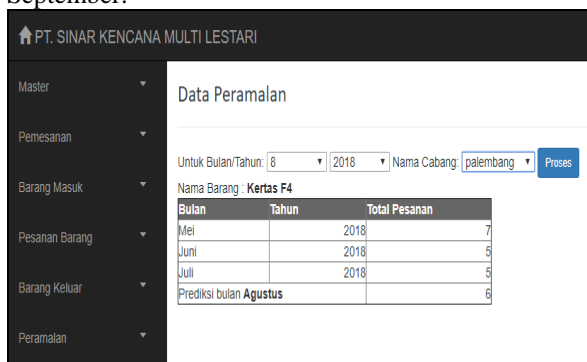 September.
PT. SINAR KENCANA MULTI LESTARI
Master
Pemesanan
Barang Masuk
Pesanan Barang
Barang Keluar
Peramalan
Data Peramalan
Untuk Bulan/Tahun: 8 2018 Nama Cabang: palembang Proses
Nama Barang : Kertas F4
Bulan Tahun Total Pesanan
Mei 2018 7
Juni 2018 5
Juli 2018 5
Prediksi bulan Agustus 6